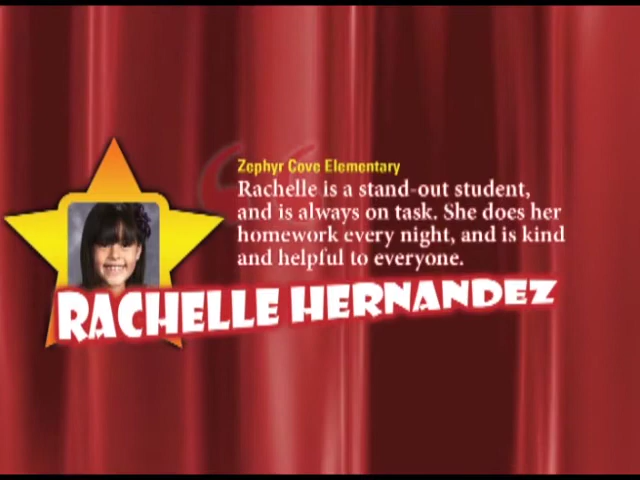 Zephyr Cove Elementary
Rachelle is a stand-out student,
and is always on task. She does her
homework every night, and is kind
and helpful to everyone.
RACHELLE HERNANDEZ